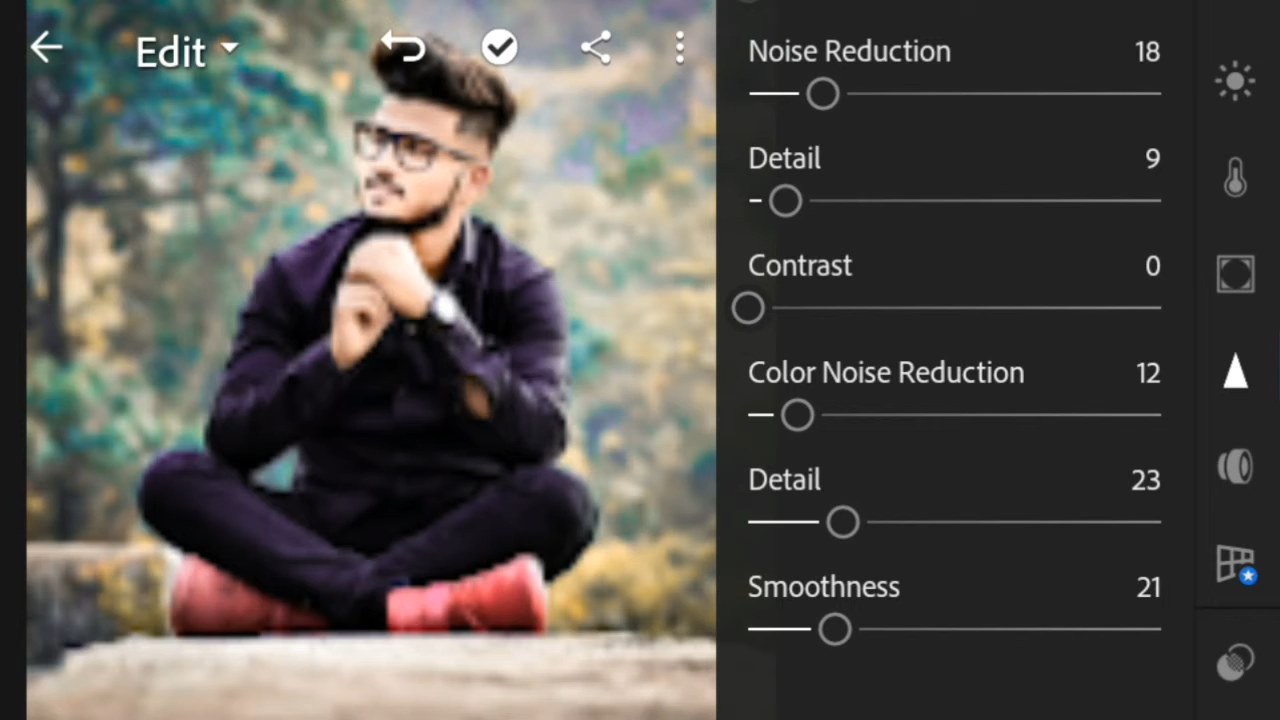 Edit
Noise Reduction 18
Detail 9
Contrast 0
Color Noise Reduction 12
Detail 23
Smoothness 21